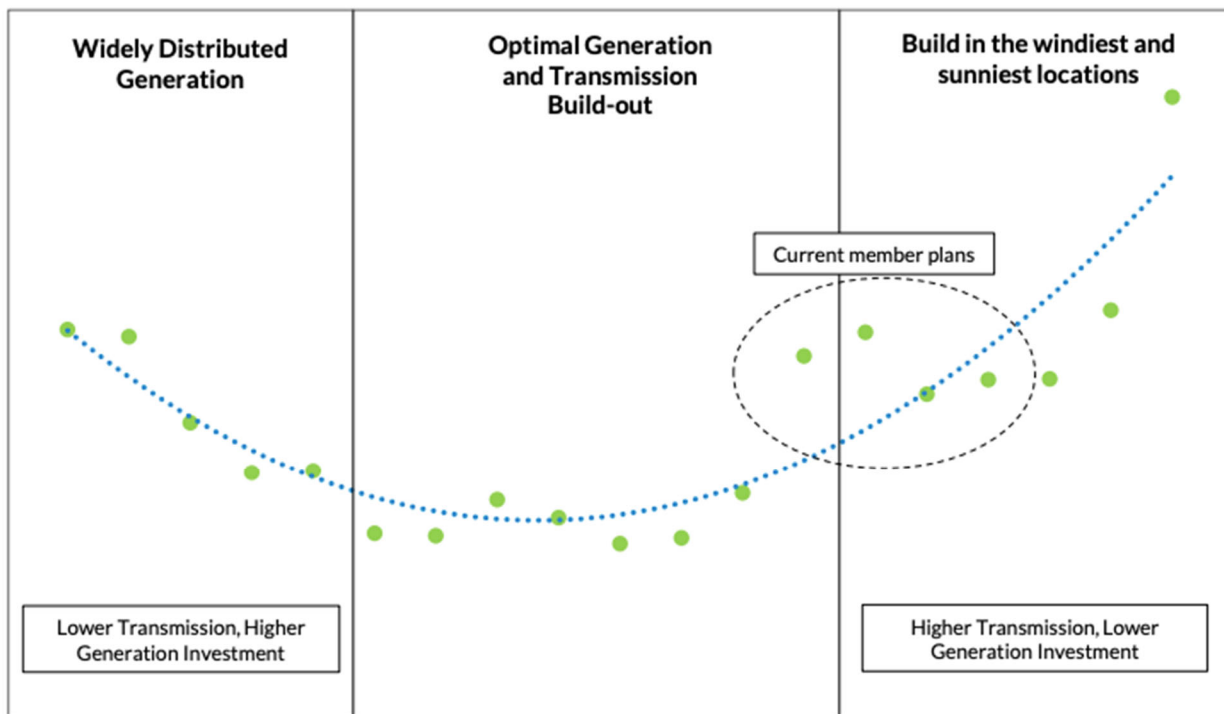 Widely Distributed
Generation
Optimal Generation
and Transmission
Build-out
Build in the windiest and
sunniest locations
Current member plans
Lower Transmission, Higher
Generation Investment
Higher Transmission, Lower
Generation Investment